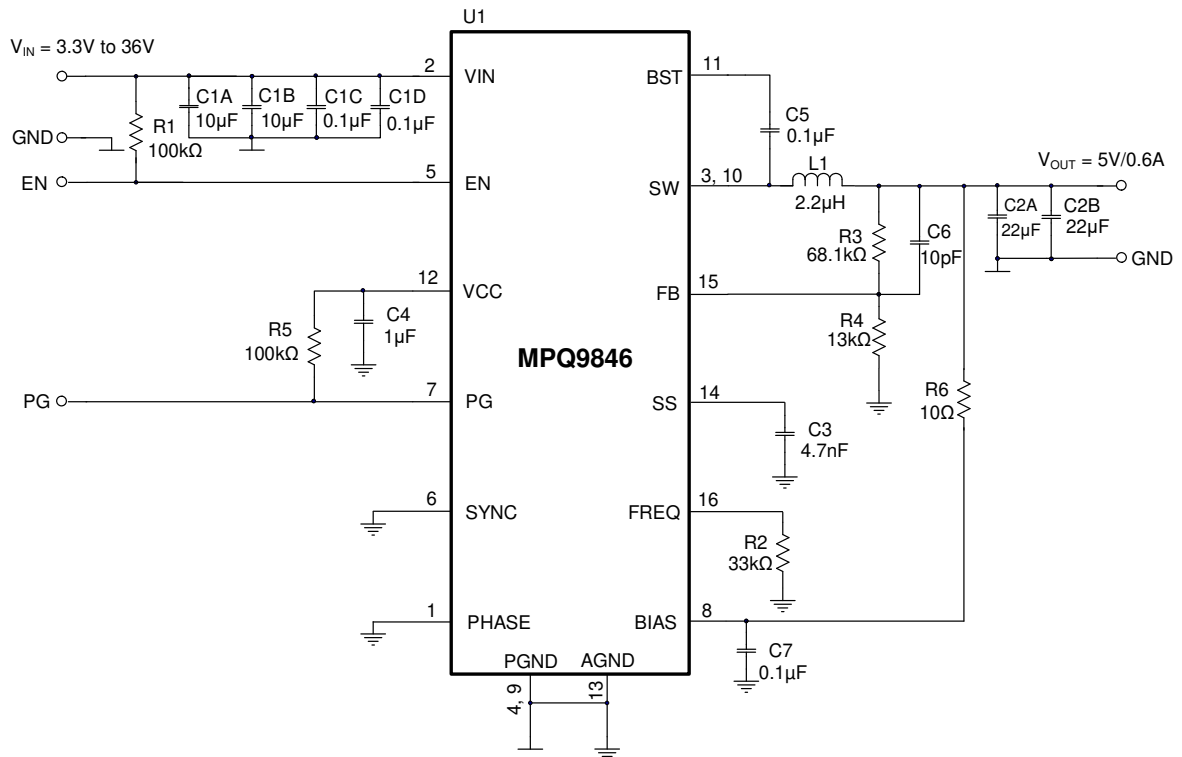 U1
V_IN = 3.3V to 36V
2
VIN
BST
11
C1A
10µF
C1B
10µF
C1C
0.1µF
C1D
0.1µF
C5
0.1µF
GND
R1
100kΩ
EN
5
EN
SW
3, 10
L1
2.2µH
V_OUT = 5V/0.6A
R3
68.1kΩ
C6
10pF
C2A
22µF
C2B
22µF
GND
12
VCC
FB
15
R5
100kΩ
C4
1µF
R4
13kΩ
MPQ9846
PG
7
PG
SS
14
R6
10Ω
C3
4.7nF
6
SYNC
FREQ
16
R2
33kΩ
1
PHASE
BIAS
8
C7
0.1µF
PGND
AGND
4, 9
13